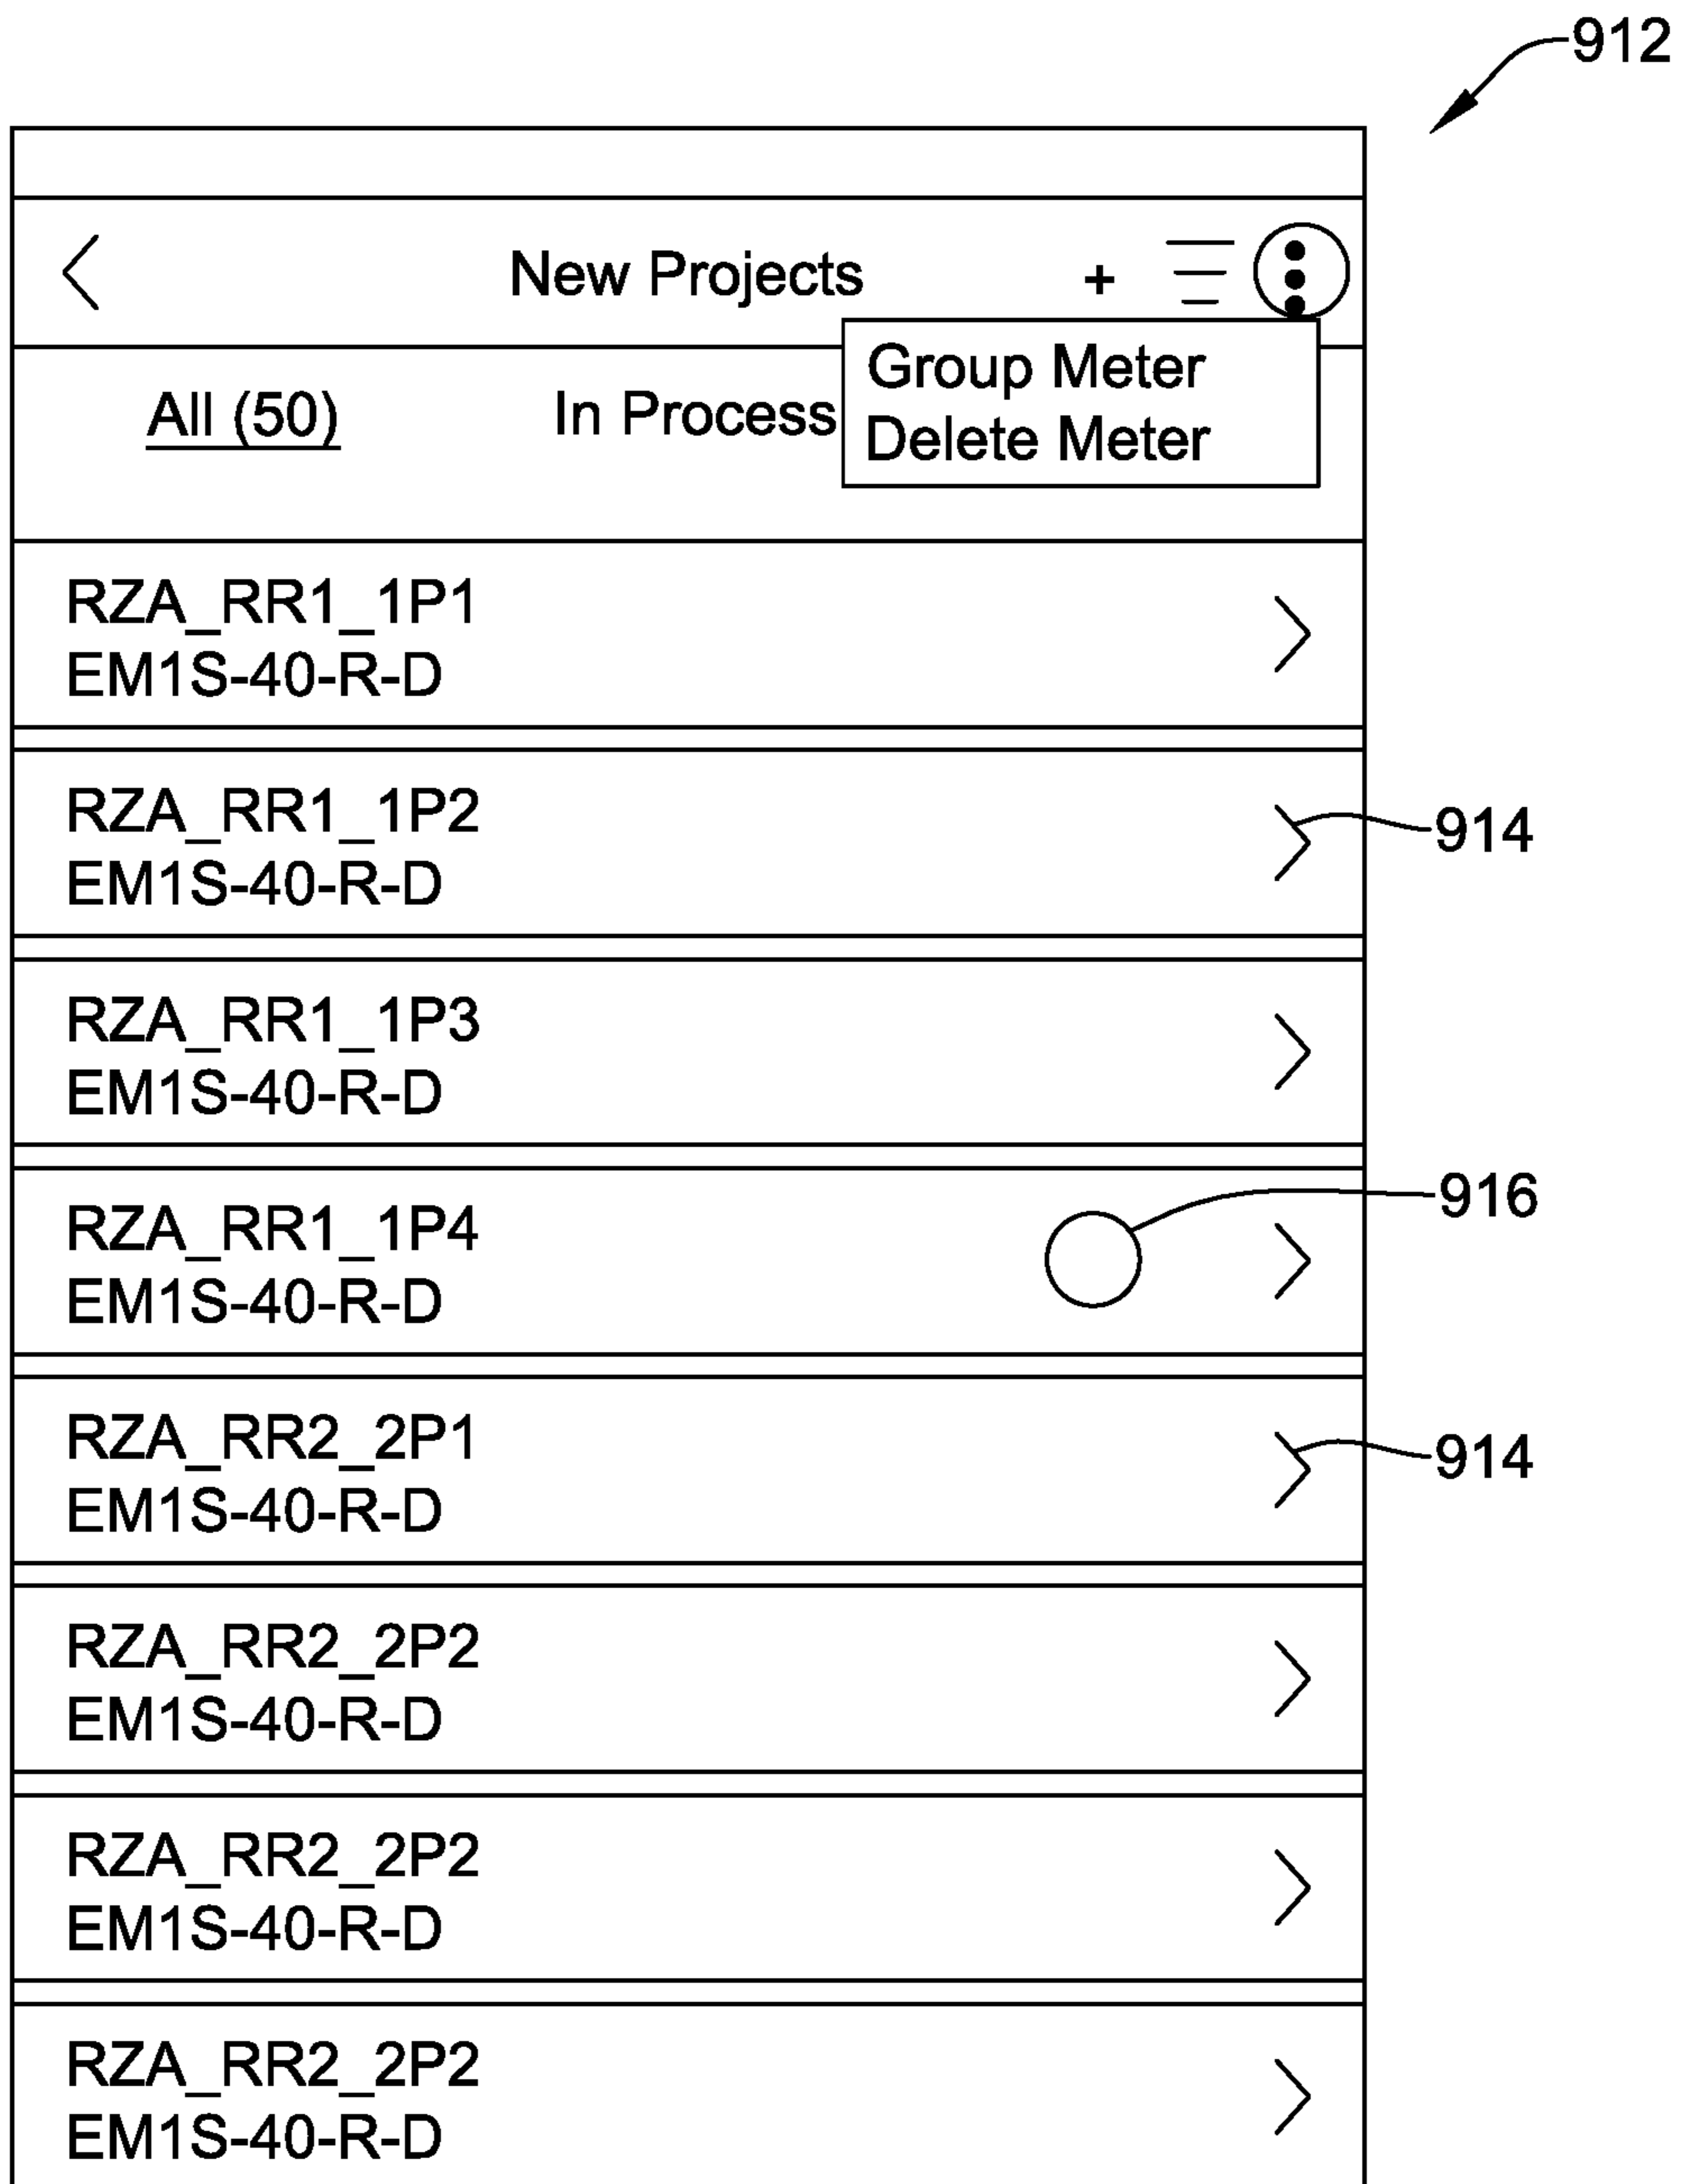 912
New Projects +
Group Meter
Delete Meter
All (50) In Process
RZA_RR1_1P1
EM1S-40-R-D
RZA_RR1_1P2
EM1S-40-R-D
914
RZA_RR1_1P3
EM1S-40-R-D
RZA_RR1_1P4
EM1S-40-R-D
916
RZA_RR2_2P1
EM1S-40-R-D
914
RZA_RR2_2P2
EM1S-40-R-D
RZA_RR2_2P2
EM1S-40-R-D
RZA_RR2_2P2
EM1S-40-R-D